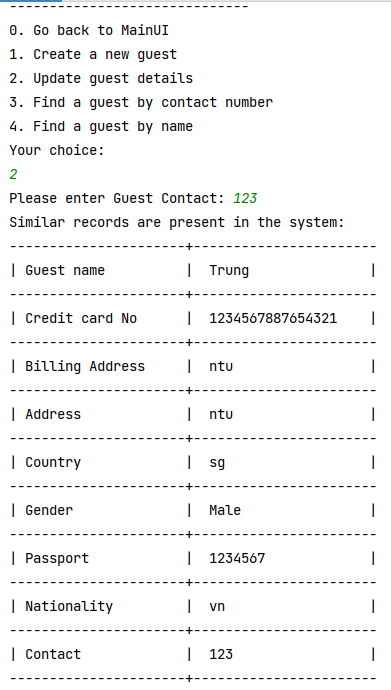 -----------------------------
0. Go back to MainUI
1. Create a new guest
2. Update guest details
3. Find a guest by contact number
4. Find a guest by name
Your choice:
2
Please enter Guest Contact: 123
Similar records are present in the system:
----------------------+-----------------------
| Guest name          |  Trung               |
----------------------+-----------------------
| Credit card No      |  1234567887654321    |
----------------------+-----------------------
| Billing Address     |  ntu                 |
----------------------+-----------------------
| Address             |  ntu                 |
----------------------+-----------------------
| Country             |  sg                  |
----------------------+-----------------------
| Gender              |  Male                |
----------------------+-----------------------
| Passport            |  1234567             |
----------------------+-----------------------
| Nationality         |  vn                  |
----------------------+-----------------------
| Contact             |  123                 |
----------------------+-----------------------